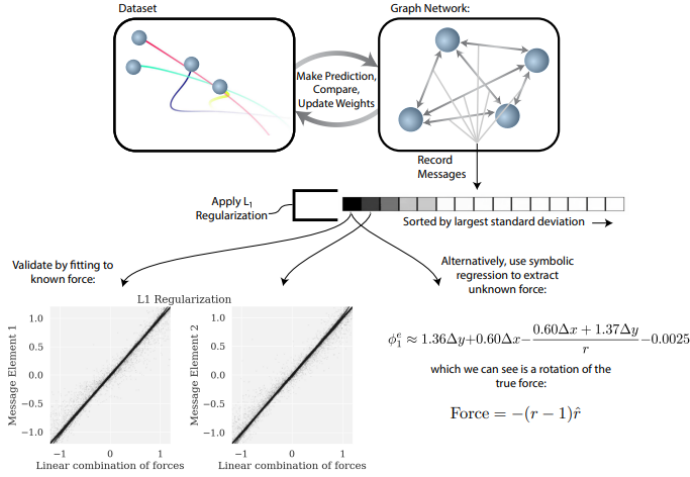 Dataset
Graph Network:
Make Prediction,
Compare,
Update Weights
Record
Messages
Apply L₁
Regularization
Sorted by largest standard deviation
Validate by fitting to
known force:
Alternatively, use symbolic
regression to extract
unknown force:
L1 Regularization
Message Element 1
1.0
0.5
0.0
−0.5
−1.0
−1 0 1
Linear combination of forces
Message Element 2
1.0
0.5
0.0
−0.5
−1.0
−1 0 1
Linear combination of forces
ϕ₁ᵉ ≈ 1.36Δy+0.60Δx−(0.60Δx + 1.37Δy)/r−0.0025
which we can see is a rotation of the
true force:
Force = −(r − 1)r̂